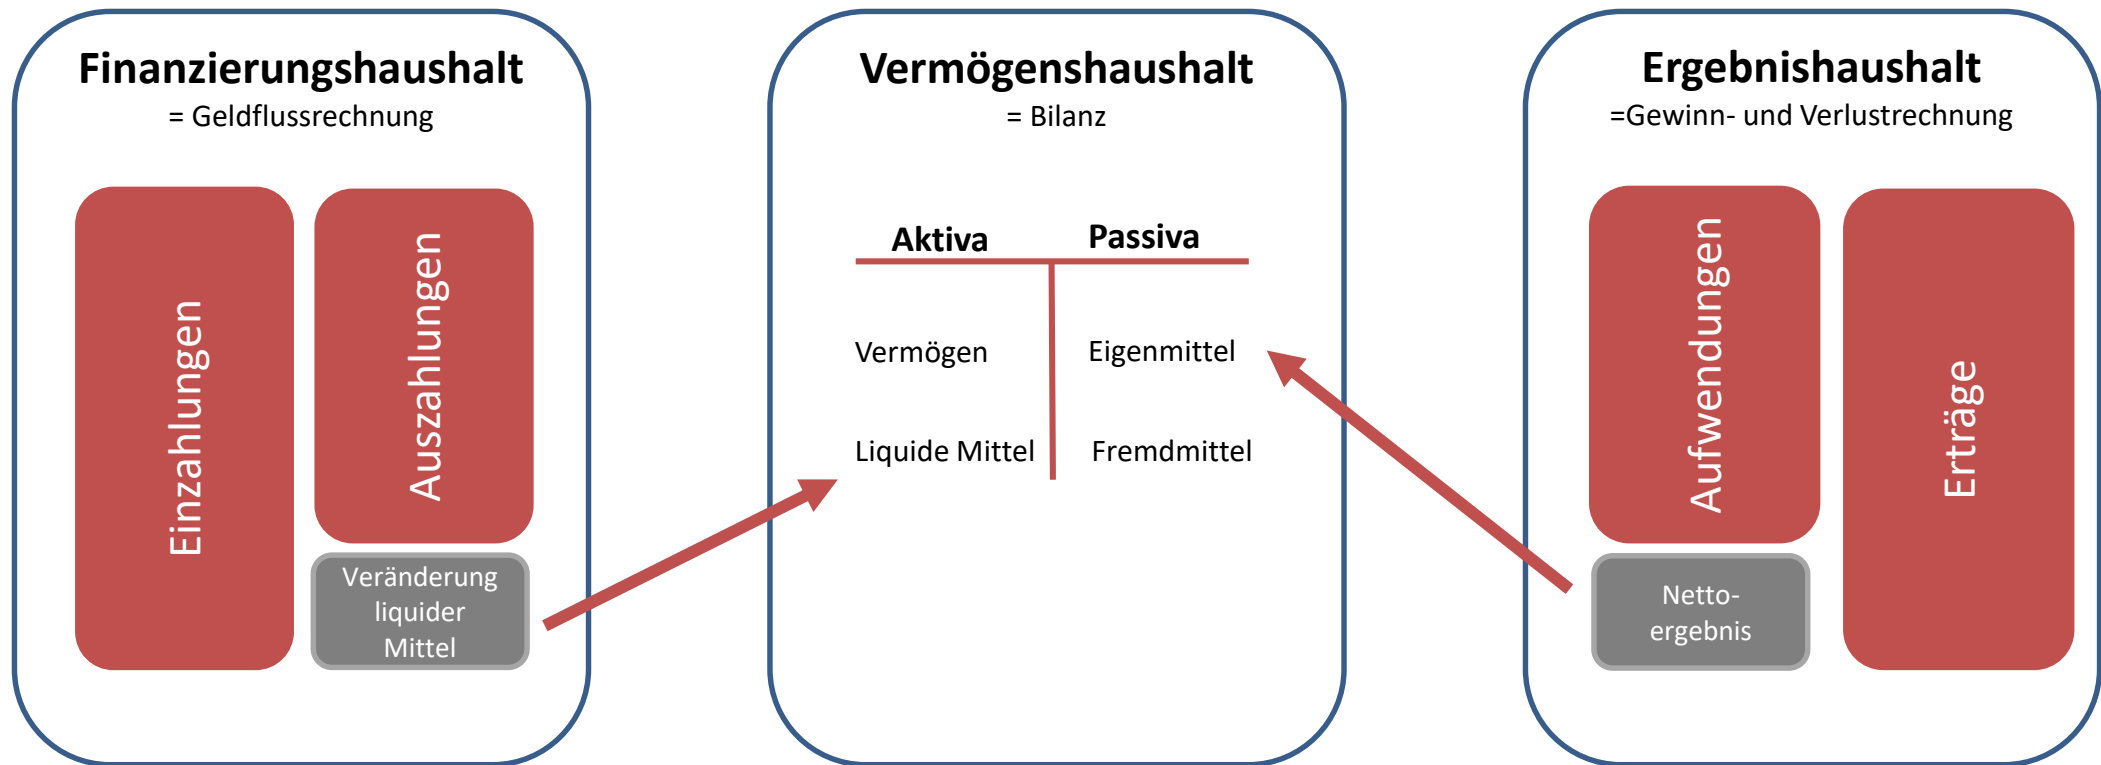 Finanzierungshaushalt
= Geldflussrechnung
Einzahlungen
Auszahlungen
Veränderung
liquider
Mittel
Vermögenshaushalt
= Bilanz
Aktiva
Passiva
Vermögen
Eigenmittel
Liquide Mittel
Fremdmittel
Ergebnishaushalt
=Gewinn- und Verlustrechnung
Aufwendungen
Netto-
ergebnis
Erträge